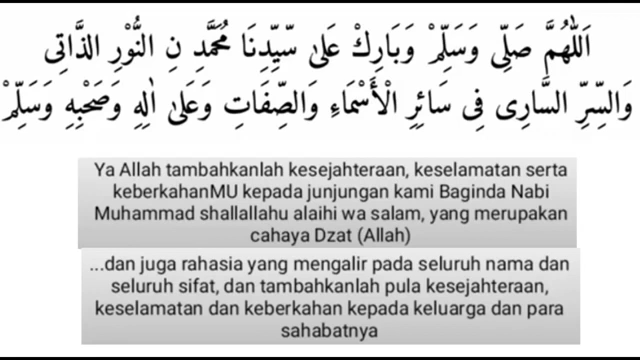 اَللّٰهُمَّ صَلِّى وَسَلِّمْ وَبَارِكْ عَلىٰ سَيِّدِنَا مُحَمَّدِ نِ النُّوْرِ الذَّاتِى
وَالسِّرِّ السَّارِى فِى سَائِرِ الْأَسْمَاءِ وَالصِّفَاتِ وَعَلىٰ اٰلِهِ وَصَحْبِهِ وَسَلِّمْ
Ya Allah tambahkanlah kesejahteraan, keselamatan serta
keberkahanMU kepada junjungan kami Baginda Nabi
Muhammad shallallahu alaihi wa salam, yang merupakan
cahaya Dzat (Allah)
...dan juga rahasia yang mengalir pada seluruh nama dan
seluruh sifat, dan tambahkanlah pula kesejahteraan,
keselamatan dan keberkahan kepada keluarga dan para
sahabatnya